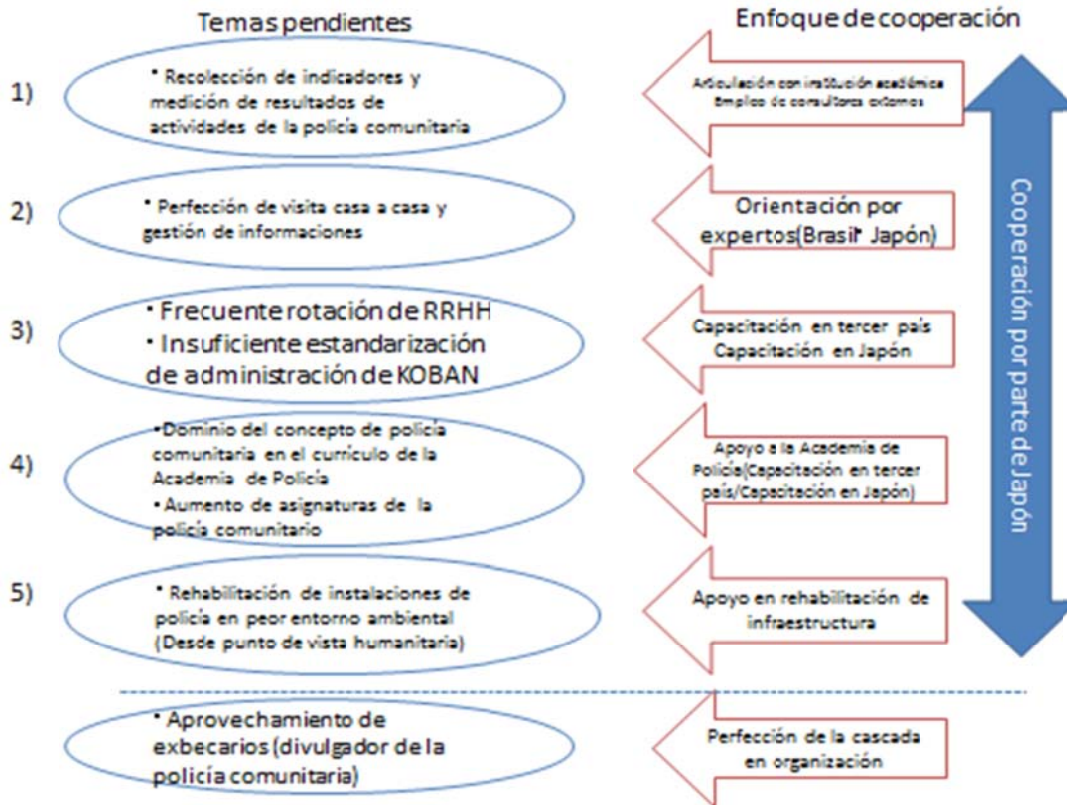 Temas pendientes
Enfoque de cooperación
1)
• Recolección de indicadores y
medición de resultados de
actividades de la policía comunitaria
Articulación con institución académica
Empleo de consultores externos
2)
• Perfección de visita casa a casa y
gestión de informaciones
Orientación por
expertos(Brasil• Japón)
3)
• Frecuente rotación de RRHH
• Insuficiente estandarización
de administración de KOBAN
Capacitación en tercer país
Capacitación en Japón
4)
•Dominio del concepto de policía
comunitaria en el currículo de la
Academia de Policía
•Aumento de asignaturas de la
policía comunitario
Apoyo a la Academia de
Policía(Capacitación en tercer
país/Capacitación en Japón)
5)
• Rehabilitación de instalaciones de
policía en peor entorno ambiental
(Desde punto de vista humanitaria)
Apoyo en rehabilitación de
infraestructura
Cooperación por parte de Japón
• Aprovechamiento de
exbecarios (divulgador de la
policía comunitaria)
Perfección de la cascada
en organización